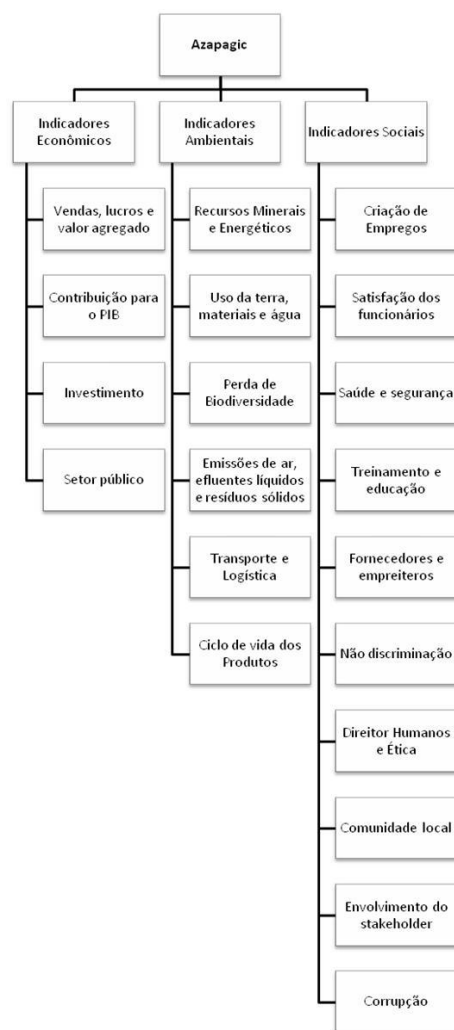 Azapagic
Indicadores
Econômicos
Vendas, lucros e
valor agregado
Contribuição para
o PIB
Investimento
Setor público
Indicadores
Ambientais
Recursos Minerais
e Energéticos
Uso da terra,
materiais e água
Perda de
Biodiversidade
Emissões de ar,
efluentes líquidos
e resíduos sólidos
Transporte e
Logística
Ciclo de vida dos
Produtos
Indicadores Sociais
Criação de
Empregos
Satisfação dos
funcionários
Saúde e segurança
Treinamento e
educação
Fornecedores e
empreiteros
Não discriminação
Direitor Humanos
e Ética
Comunidade local
Envolvimento do
stakeholder
Corrupção